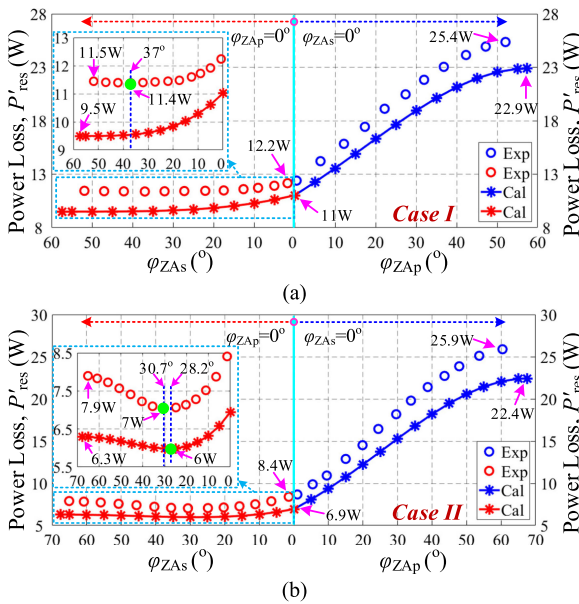 Power Loss, P′res (W)
28
23
18
13
8
13
12
11
10
9
60 50 40 30 20 10 0
11.5W
37°
11.4W
9.5W
φZAp=0°
φZAs=0°
25.4W
22.9W
12.2W
11W
Case I
Exp
Exp
Cal
Cal
28
23
18
13
8
Power Loss, P′res (W)
60 50 40 30 20 10 0 10 20 30 40 50 60
φZAs (°)
φZAp (°)
(a)
Power Loss, P′res (W)
30
25
20
15
10
5
8.5
7.5
6.5
5.5
70 60 50 40 30 20 10 0
30.7°
28.2°
7.9W
7W
6.3W
6W
φZAp=0°
φZAs=0°
25.9W
22.4W
8.4W
6.9W
Case II
Exp
Exp
Cal
Cal
30
25
20
15
10
5
Power Loss, P′res (W)
70 60 50 40 30 20 10 0 10 20 30 40 50 60 70
φZAs (°)
φZAp (°)
(b)